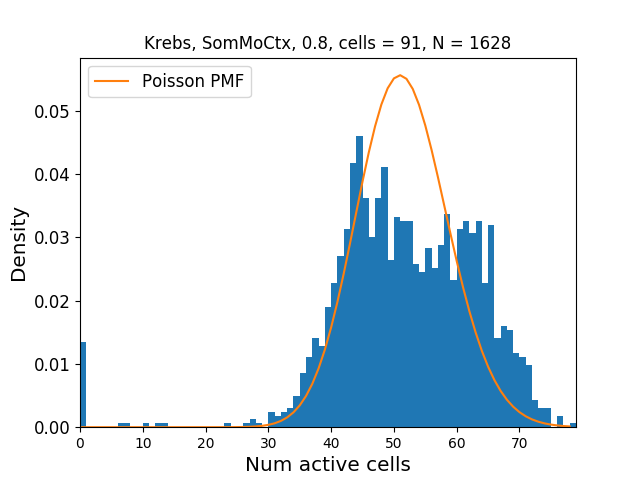 Krebs, SomMoCtx, 0.8, cells = 91, N = 1628
Poisson PMF
Density
0.05
0.04
0.03
0.02
0.01
0.00
0 10 20 30 40 50 60 70
Num active cells